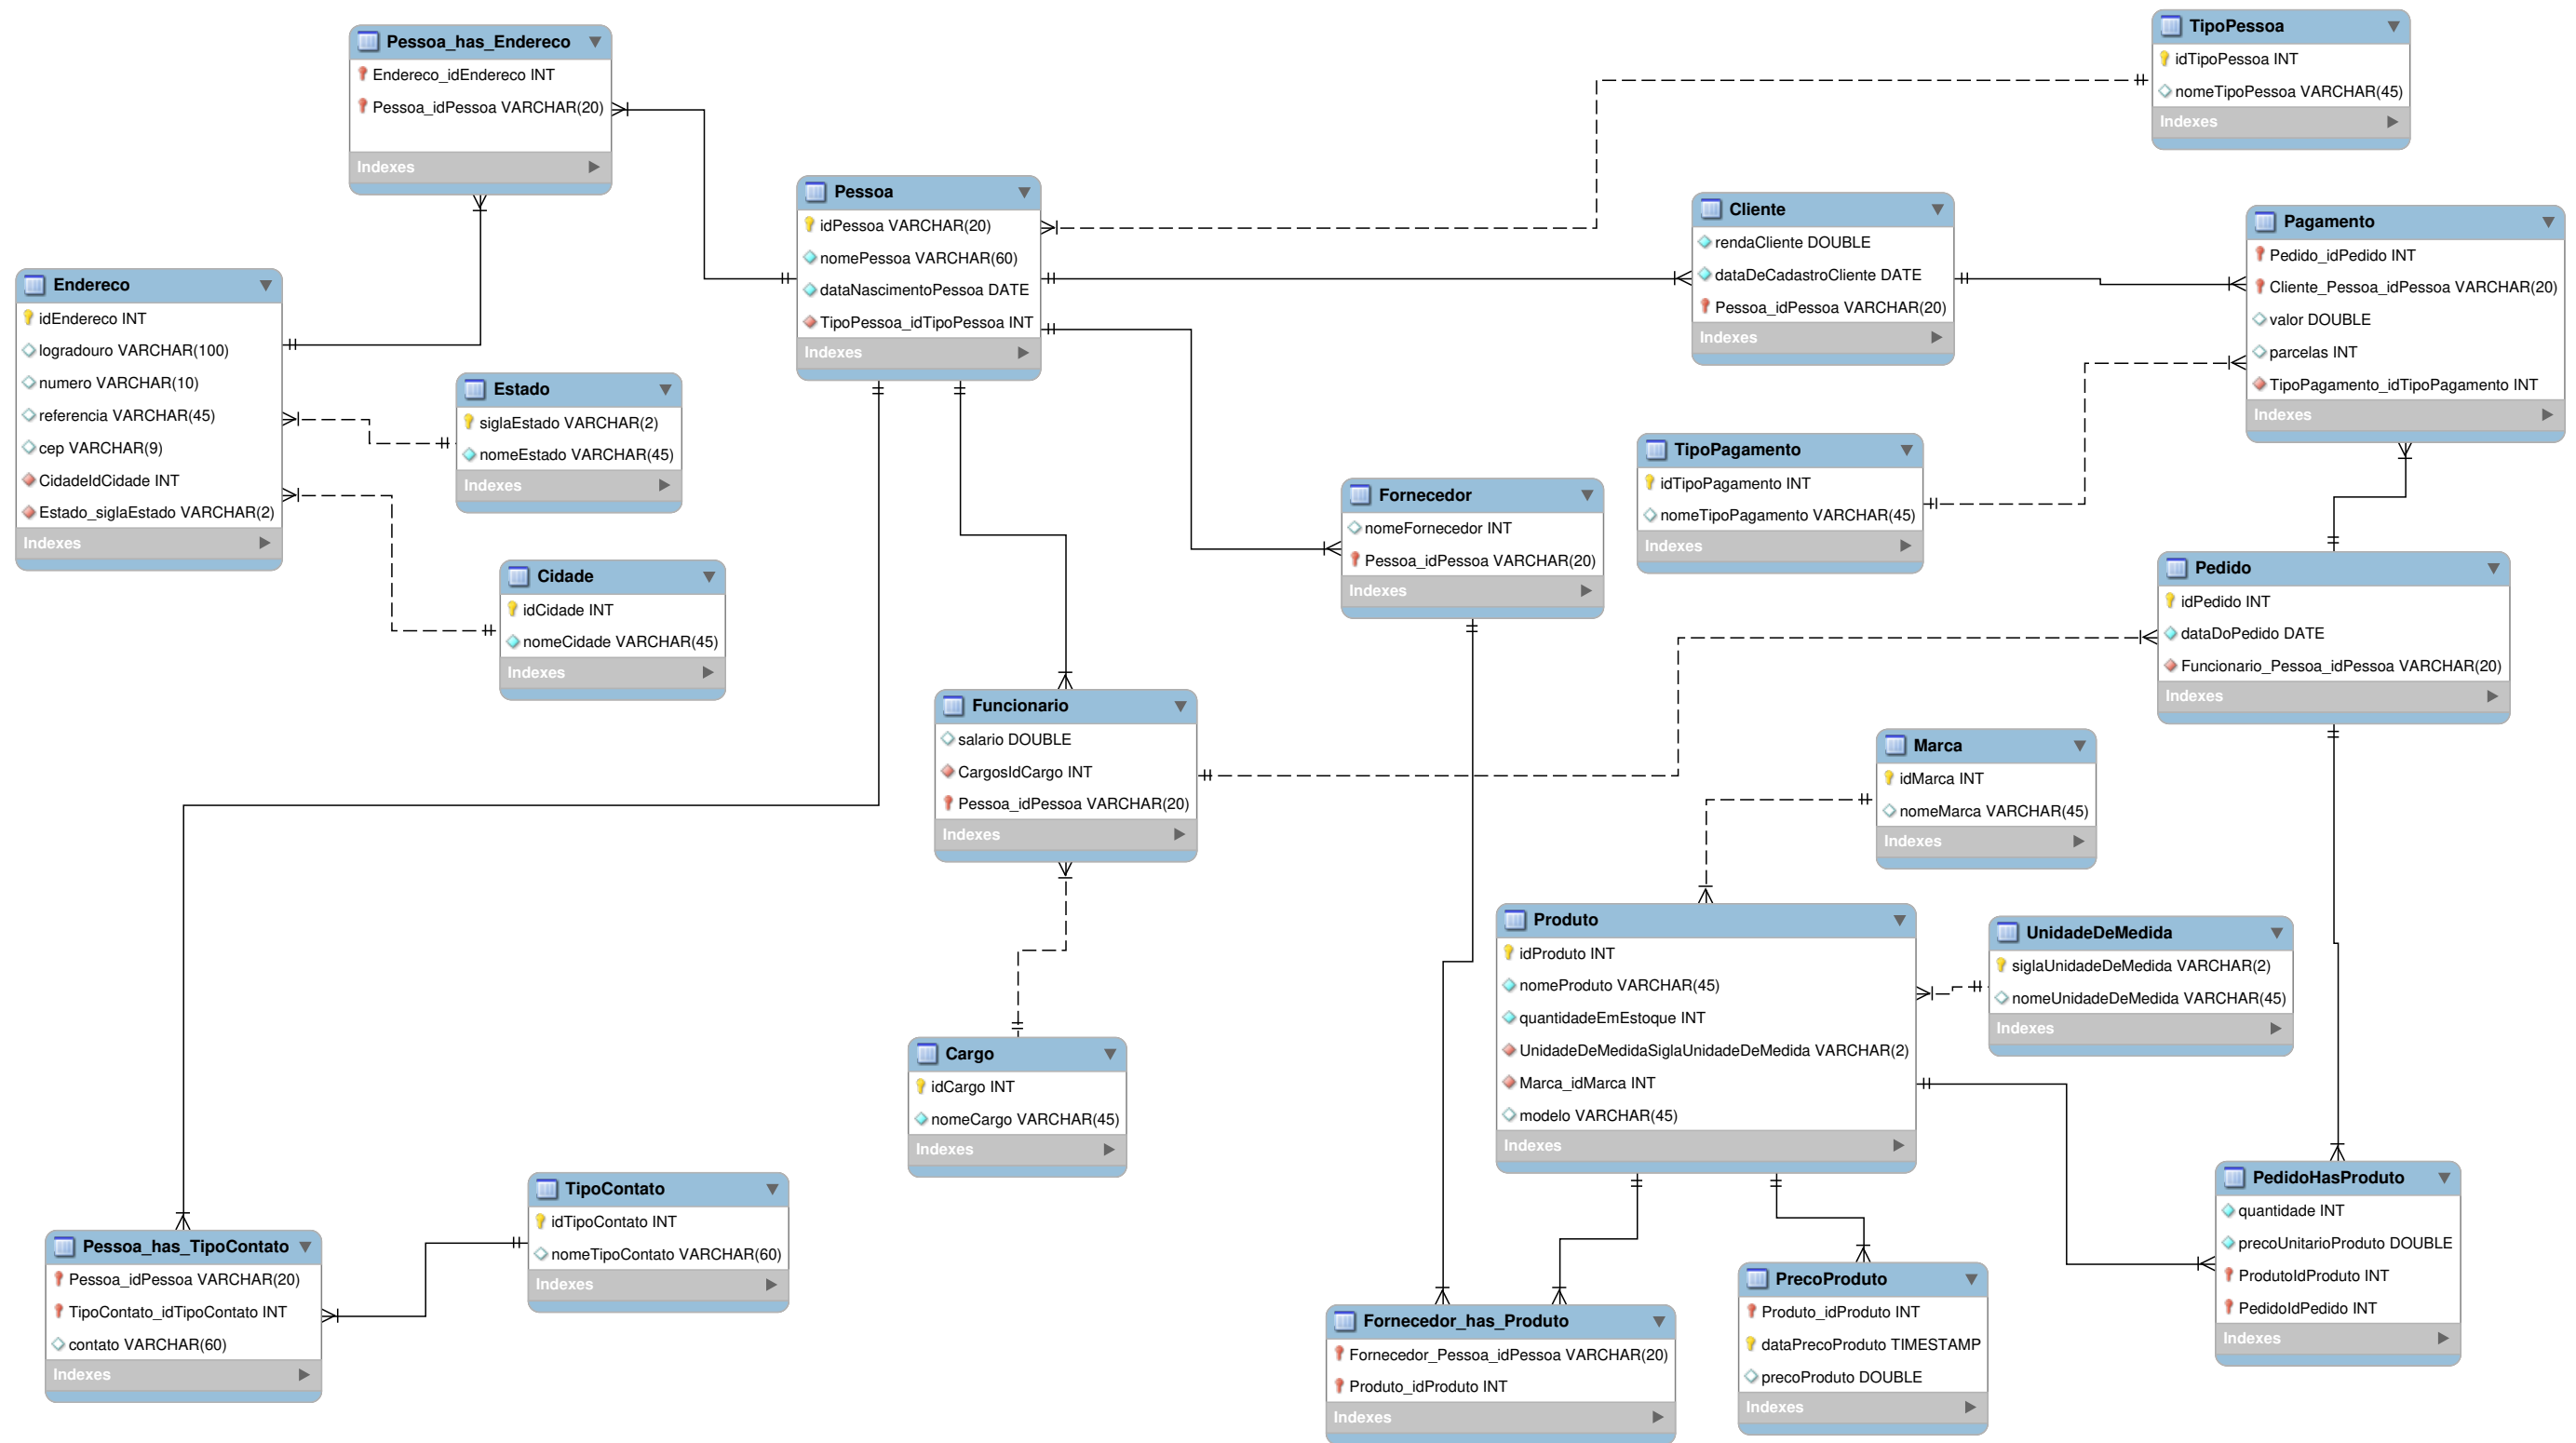 Pessoa_has_Endereco
Endereco_idEndereco INT
Pessoa_idPessoa VARCHAR(20)
Indexes
TipoPessoa
idTipoPessoa INT
nomeTipoPessoa VARCHAR(45)
Indexes
Pessoa
idPessoa VARCHAR(20)
nomePessoa VARCHAR(60)
dataNascimentoPessoa DATE
TipoPessoa_idTipoPessoa INT
Indexes
Cliente
rendaCliente DOUBLE
dataDeCadastroCliente DATE
Pessoa_idPessoa VARCHAR(20)
Indexes
Pagamento
Pedido_idPedido INT
Cliente_Pessoa_idPessoa VARCHAR(20)
valor DOUBLE
parcelas INT
TipoPagamento_idTipoPagamento INT
Indexes
Endereco
idEndereco INT
logradouro VARCHAR(100)
numero VARCHAR(10)
referencia VARCHAR(45)
cep VARCHAR(9)
CidadeIdCidade INT
Estado_siglaEstado VARCHAR(2)
Indexes
Estado
siglaEstado VARCHAR(2)
nomeEstado VARCHAR(45)
Indexes
TipoPagamento
idTipoPagamento INT
nomeTipoPagamento VARCHAR(45)
Indexes
Fornecedor
nomeFornecedor INT
Pessoa_idPessoa VARCHAR(20)
Indexes
Cidade
idCidade INT
nomeCidade VARCHAR(45)
Indexes
Pedido
idPedido INT
dataDoPedido DATE
Funcionario_Pessoa_idPessoa VARCHAR(20)
Indexes
Funcionario
salario DOUBLE
CargosIdCargo INT
Pessoa_idPessoa VARCHAR(20)
Indexes
Marca
idMarca INT
nomeMarca VARCHAR(45)
Indexes
Produto
idProduto INT
nomeProduto VARCHAR(45)
quantidadeEmEstoque INT
UnidadeDeMedidaSiglaUnidadeDeMedida VARCHAR(2)
Marca_idMarca INT
modelo VARCHAR(45)
Indexes
UnidadeDeMedida
siglaUnidadeDeMedida VARCHAR(2)
nomeUnidadeDeMedida VARCHAR(45)
Indexes
Cargo
idCargo INT
nomeCargo VARCHAR(45)
Indexes
PedidoHasProduto
quantidade INT
precoUnitarioProduto DOUBLE
ProdutoIdProduto INT
PedidoIdPedido INT
Indexes
TipoContato
idTipoContato INT
nomeTipoContato VARCHAR(60)
Indexes
Pessoa_has_TipoContato
Pessoa_idPessoa VARCHAR(20)
TipoContato_idTipoContato INT
contato VARCHAR(60)
Indexes
PrecoProduto
Produto_idProduto INT
dataPrecoProduto TIMESTAMP
precoProduto DOUBLE
Indexes
Fornecedor_has_Produto
Fornecedor_Pessoa_idPessoa VARCHAR(20)
Produto_idProduto INT
Indexes